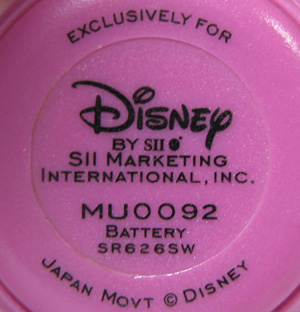 EXCLUSIVELY FOR
DISNEY
BY SII
SII MARKETING
INTERNATIONAL, INC.
MU0092
BATTERY
SR626SW
JAPAN MOVT © DISNEY